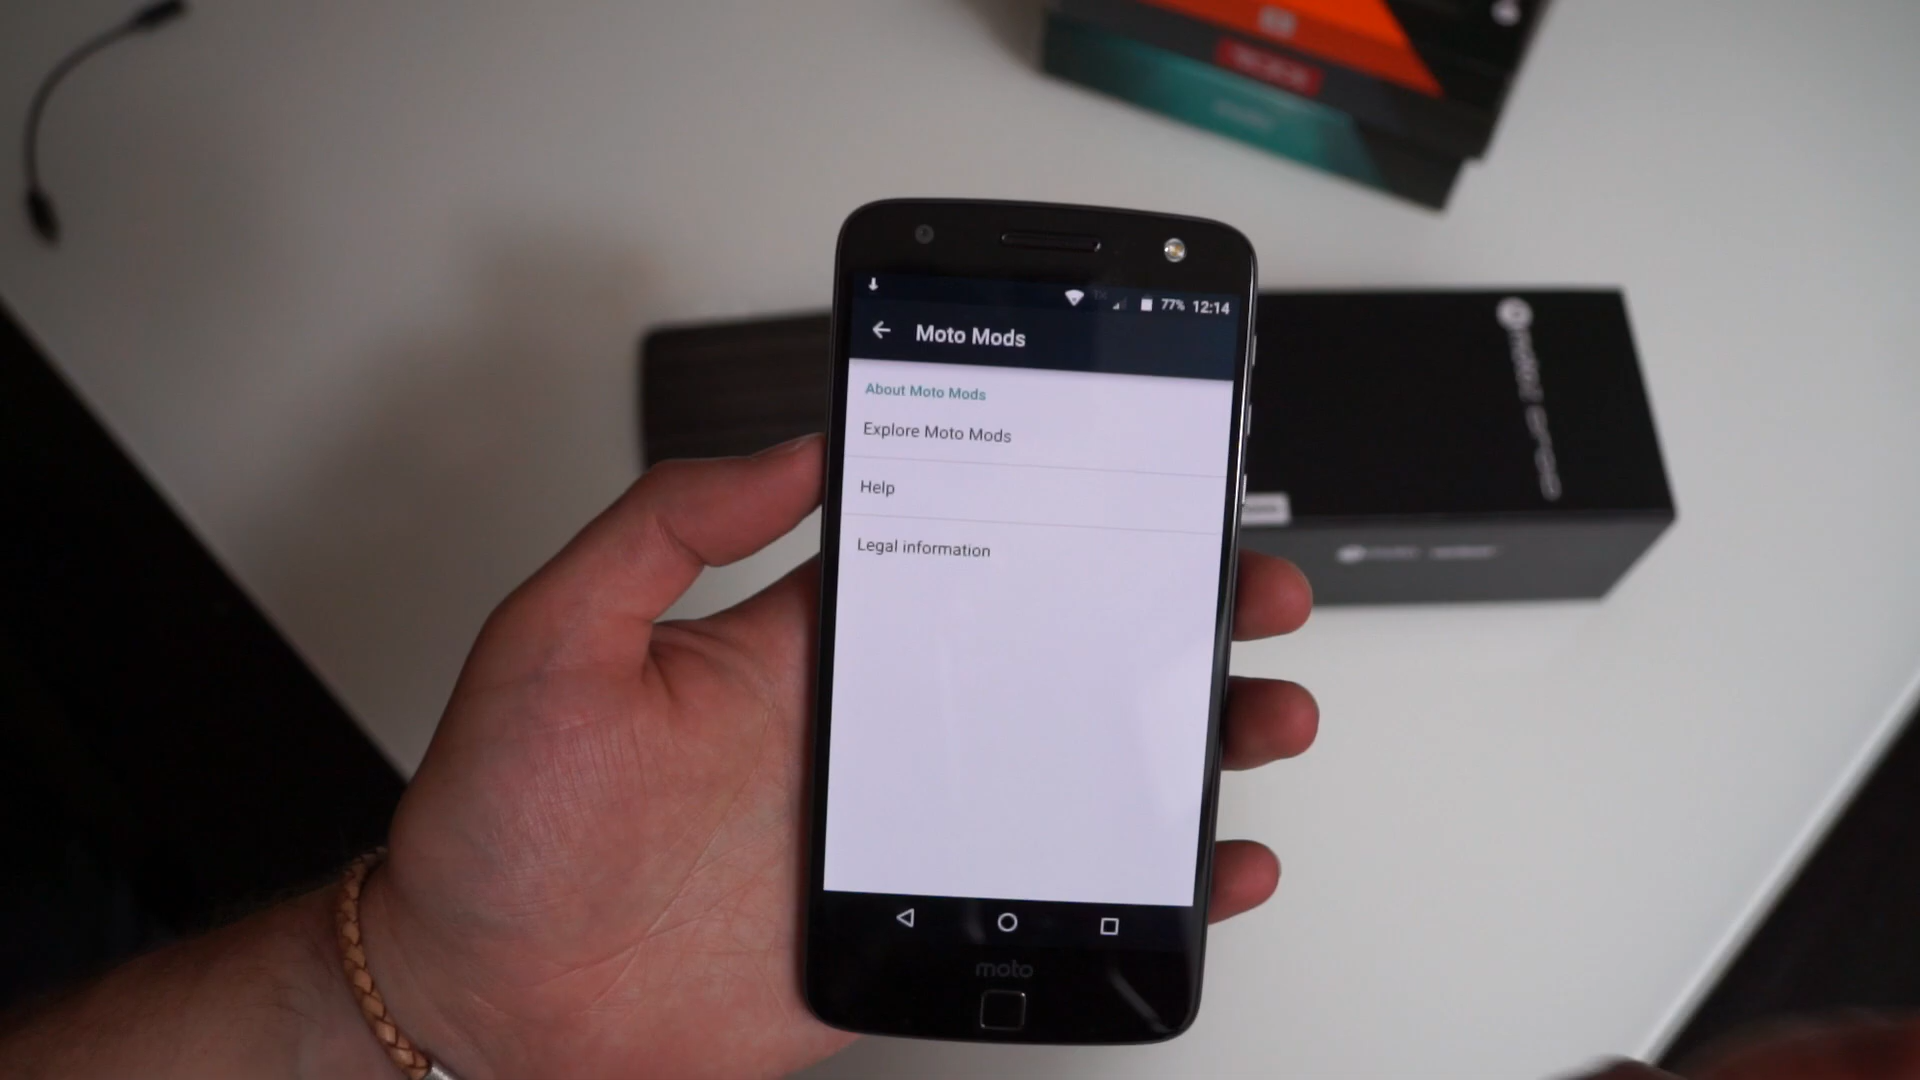 77% 12:14
Moto Mods
About Moto Mods
Explore Moto Mods
Help
Legal information
moto